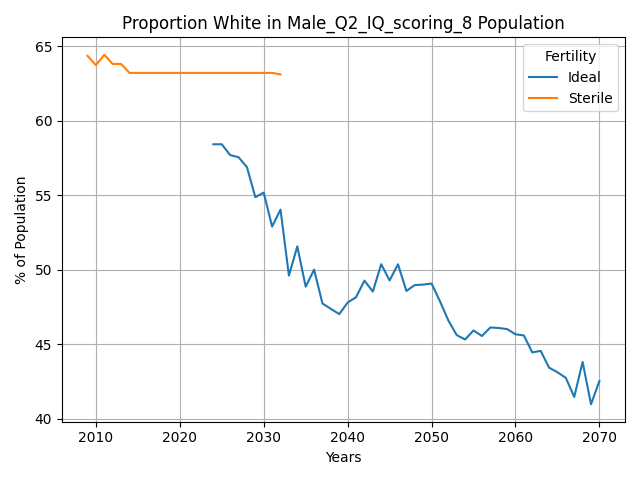 Proportion White in Male_Q2_IQ_scoring_8 Population
Fertility
Ideal
Sterile
% of Population
65
60
55
50
45
40
2010
2020
2030
2040
2050
2060
2070
Years